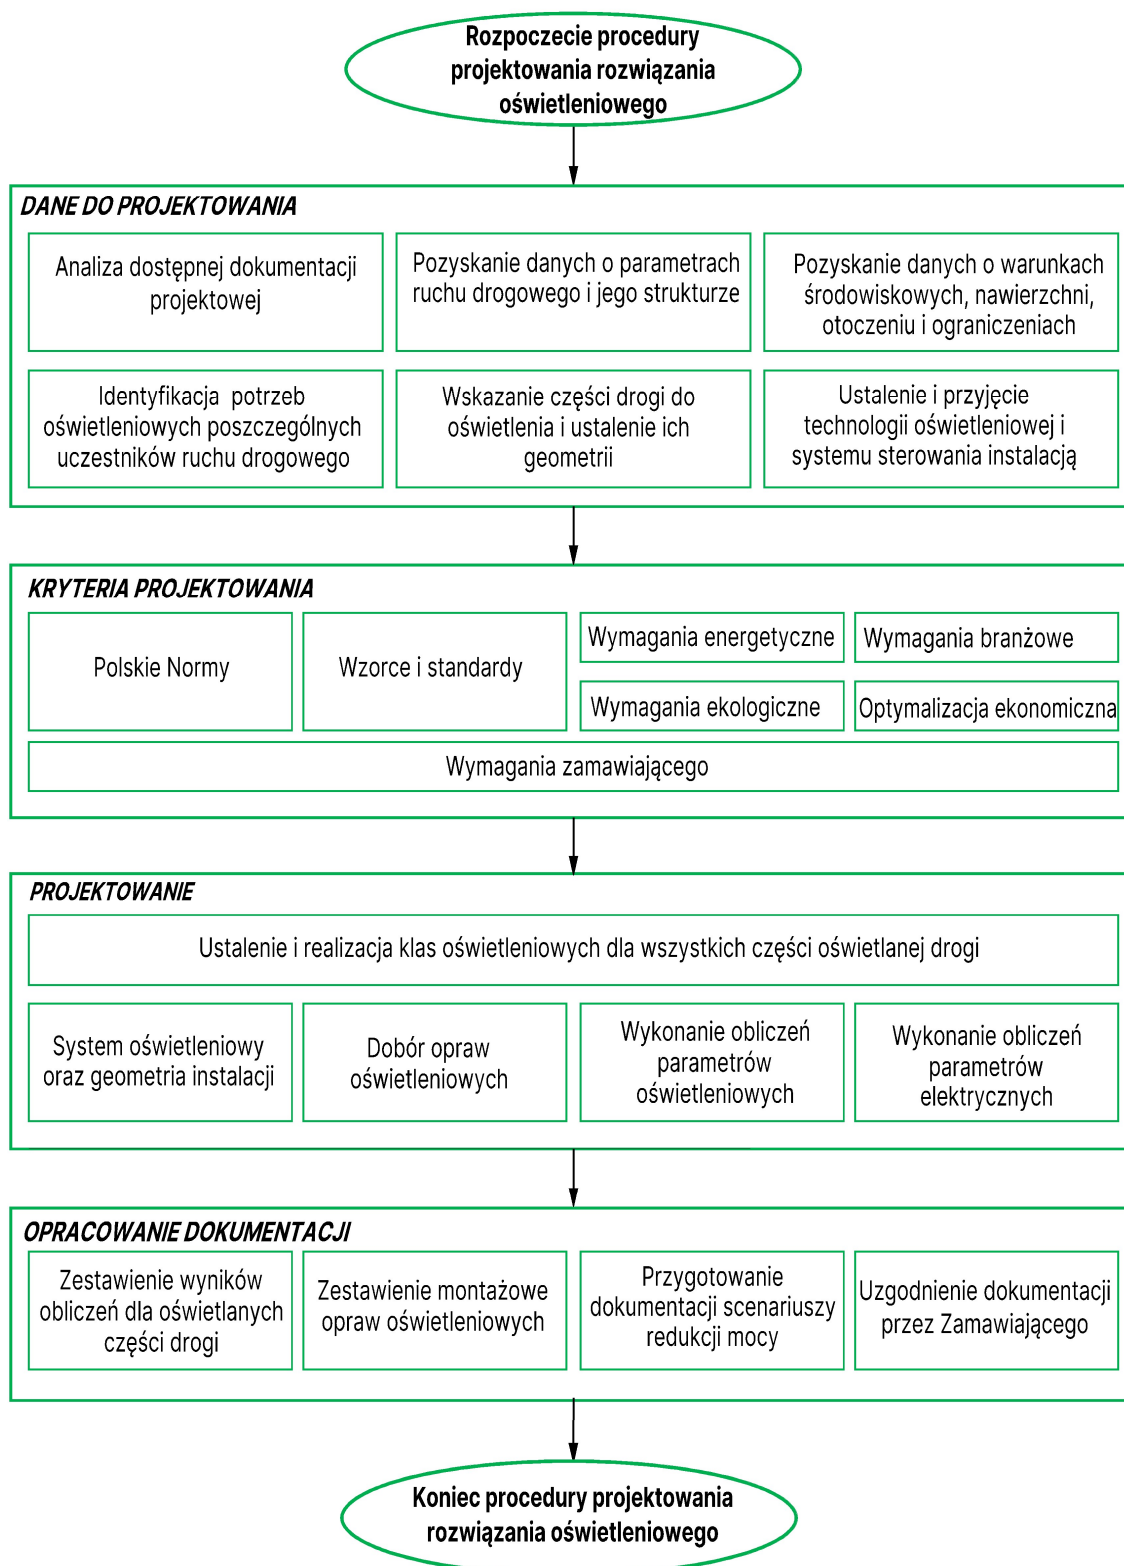 Rozpoczecie procedury
projektowania rozwiązania
oświetleniowego
DANE DO PROJEKTOWANIA
Analiza dostępnej dokumentacji
projektowej
Pozyskanie danych o parametrach
ruchu drogowego i jego strukturze
Pozyskanie danych o warunkach
środowiskowych, nawierzchni,
otoczeniu i ograniczeniach
Identyfikacja potrzeb
oświetleniowych poszczególnych
uczestników ruchu drogowego
Wskazanie części drogi do
oświetlenia i ustalenie ich
geometrii
Ustalenie i przyjęcie
technologii oświetleniowej i
systemu sterowania instalacją
KRYTERIA PROJEKTOWANIA
Polskie Normy
Wzorce i standardy
Wymagania energetyczne
Wymagania branżowe
Wymagania ekologiczne
Optymalizacja ekonomiczna
Wymagania zamawiającego
PROJEKTOWANIE
Ustalenie i realizacja klas oświetleniowych dla wszystkich części oświetlanej drogi
System oświetleniowy
oraz geometria instalacji
Dobór opraw
oświetleniowych
Wykonanie obliczeń
parametrów
oświetleniowych
Wykonanie obliczeń
parametrów
elektrycznych
OPRACOWANIE DOKUMENTACJI
Zestawienie wyników
obliczeń dla oświetlanych
części drogi
Zestawienie montażowe
opraw oświetleniowych
Przygotowanie
dokumentacji scenariuszy
redukcji mocy
Uzgodnienie dokumentacji
przez Zamawiającego
Koniec procedury projektowania
rozwiązania oświetleniowego